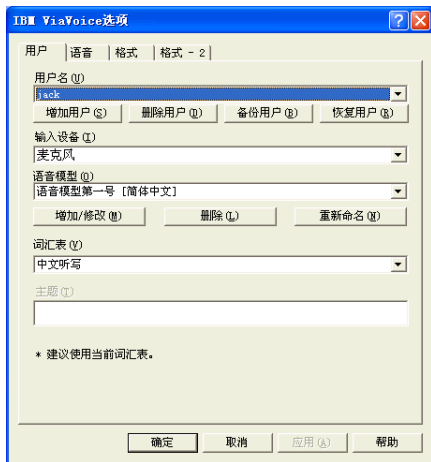 IBM ViaVoice选项
用户 语音 格式 格式 - 2
用户名(U)
jack
增加用户(S) 删除用户(D) 备份用户(B) 恢复用户(R)
输入设备(I)
麦克风
语音模型(O)
语音模型第一号 [简体中文]
增加/修改(M) 删除(L) 重新命名(N)
词汇表(V)
中文听写
主题(T)
* 建议使用当前词汇表。
确定 取消 应用(A) 帮助